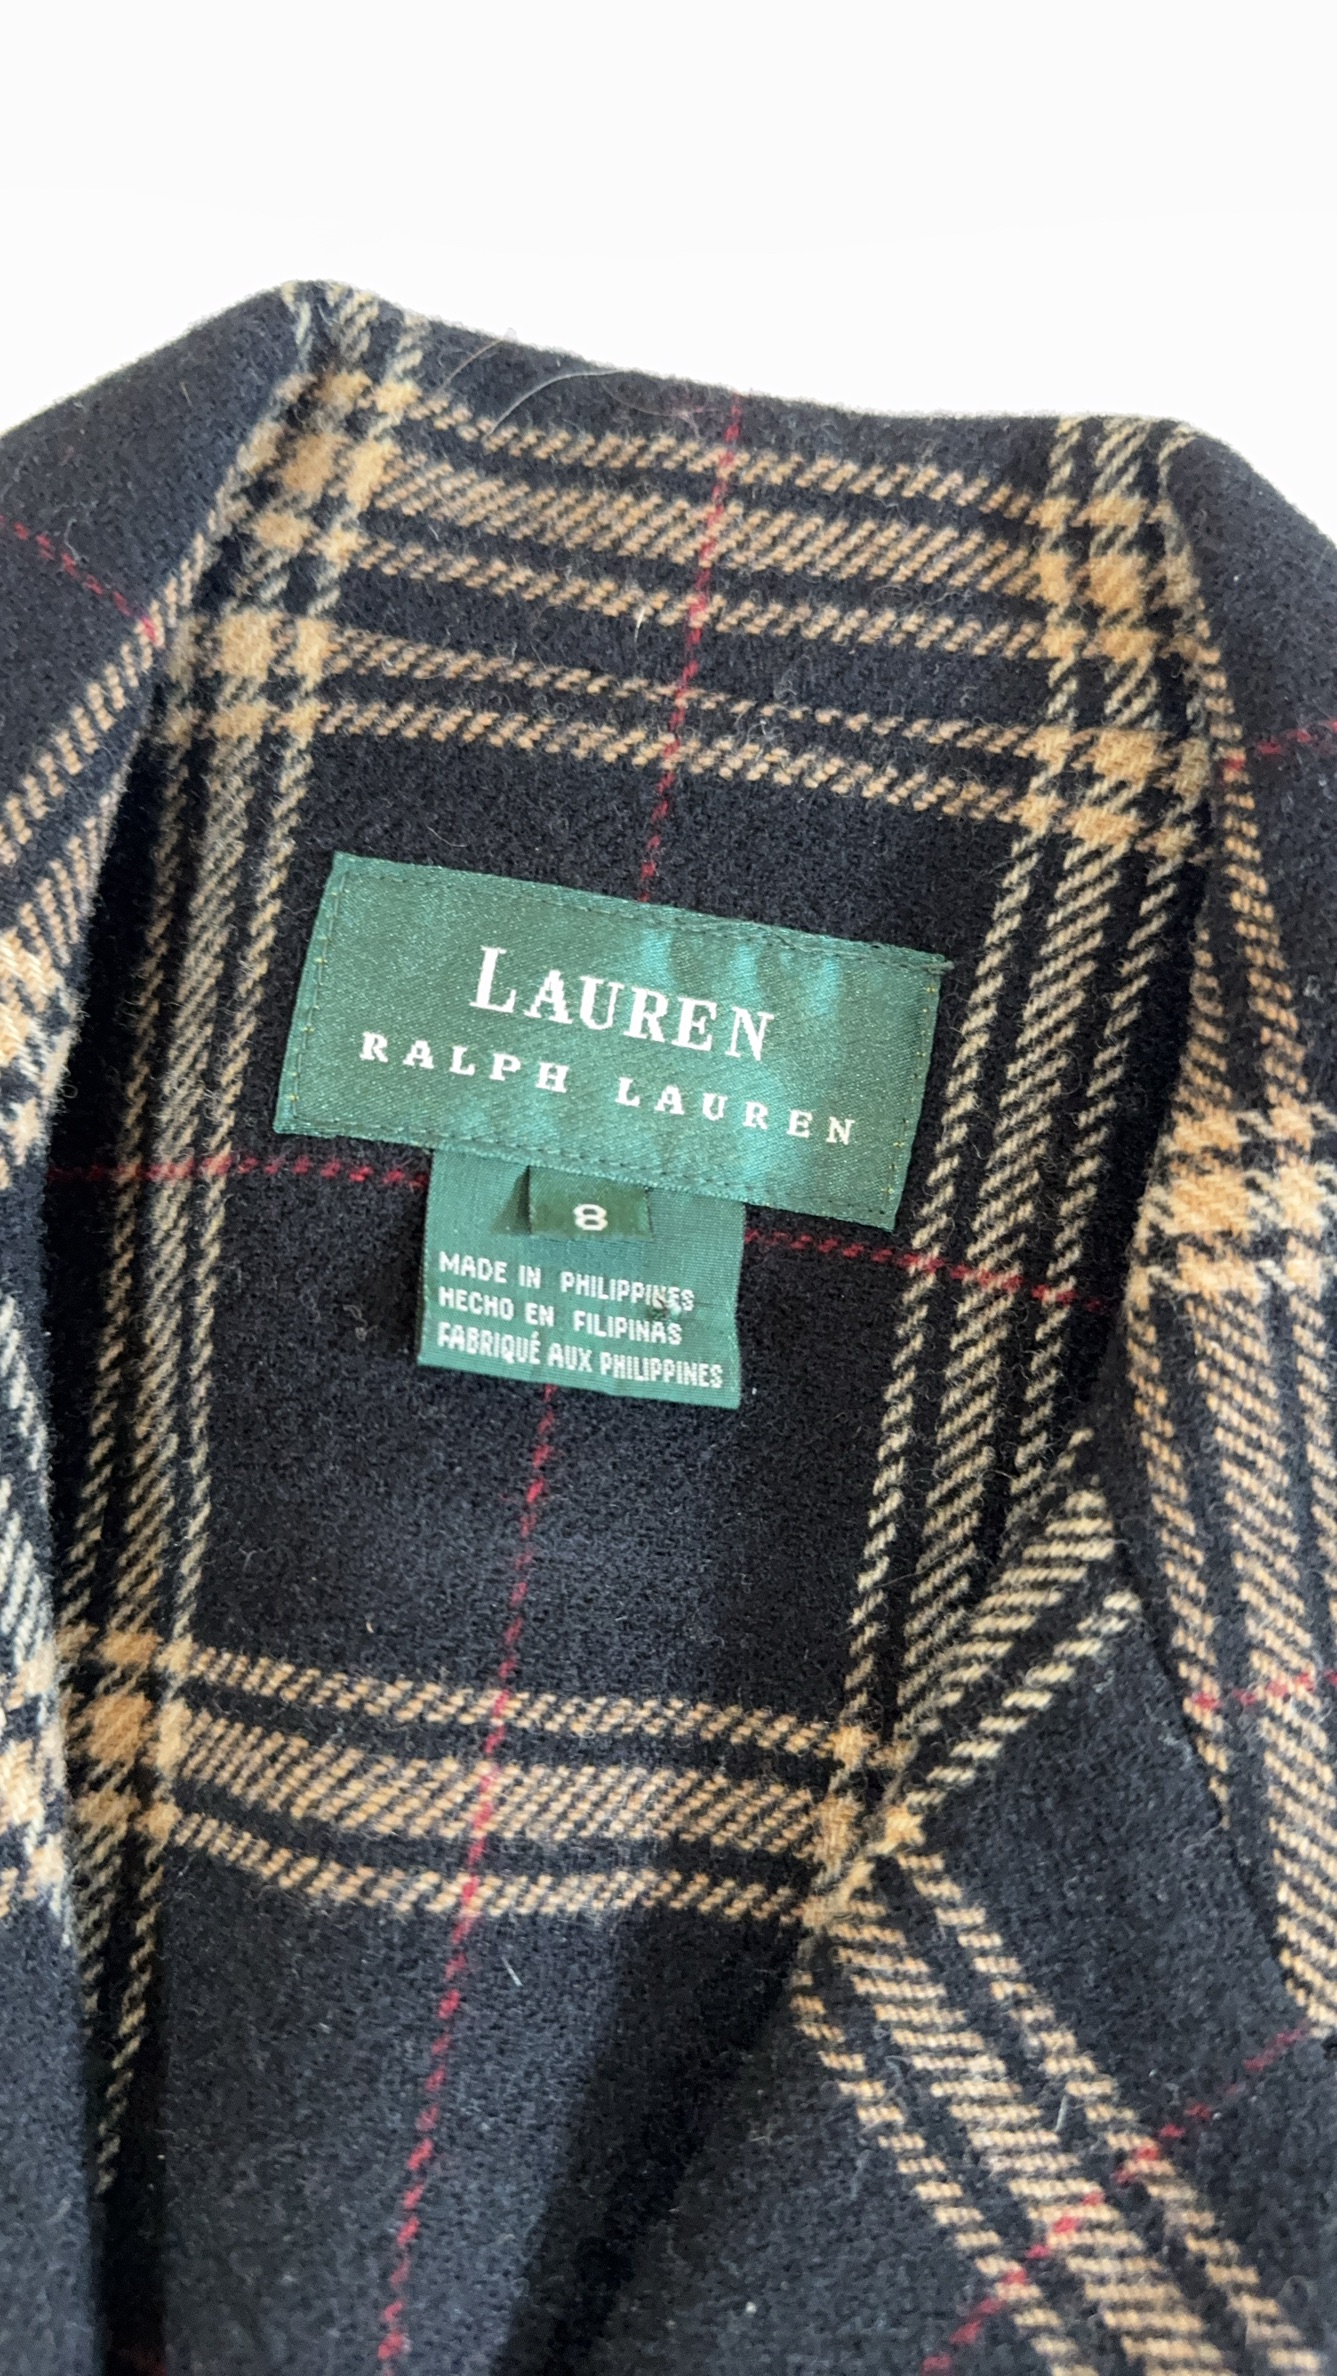 LAUREN
RALPH LAUREN
8
MADE IN PHILIPPINES
HECHO EN FILIPINAS
FABRIQUÉ AUX PHILIPPINES